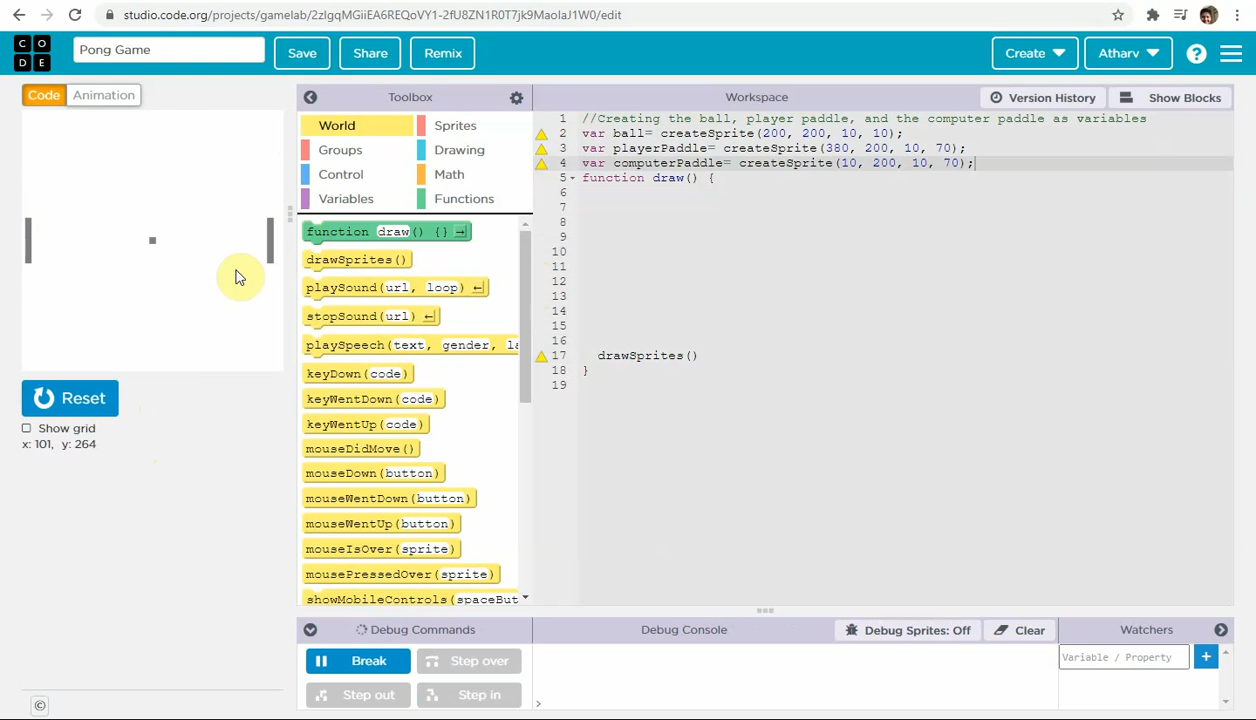 studio.code.org/projects/gamelab/2zIgqMGiiEA6REQoVY1-2fU8ZN1R0T7jk9MaolaJ1W0/edit
CODE
Pong Game
Save
Share
Remix
Create
Atharv
?
Code
Animation
Toolbox
Workspace
Version History
Show Blocks
World
Sprites
Groups
Drawing
Control
Math
Variables
Functions
function draw() {}
drawSprites()
playSound(url, loop)
stopSound(url)
playSpeech(text, gender, la
keyDown(code)
keyWentDown(code)
keyWentUp(code)
mouseDidMove()
mouseDown(button)
mouseWentDown(button)
mouseWentUp(button)
mouseIsOver(sprite)
mousePressedOver(sprite)
showMobileControls(spaceBut
1 //Creating the ball, player paddle, and the computer paddle as variables
2 var ball= createSprite(200, 200, 10, 10);
3 var playerPaddle= createSprite(380, 200, 10, 70);
4 var computerPaddle= createSprite(10, 200, 10, 70);
5 function draw() {
6
7
8
9
10
11
12
13
14
15
16
17 drawSprites()
18 }
19
Reset
Show grid
x: 101, y: 264
©
Debug Commands
Break
Step over
Step out
Step in
Debug Console
Debug Sprites: Off
Clear
>
Watchers
Variable / Property
+